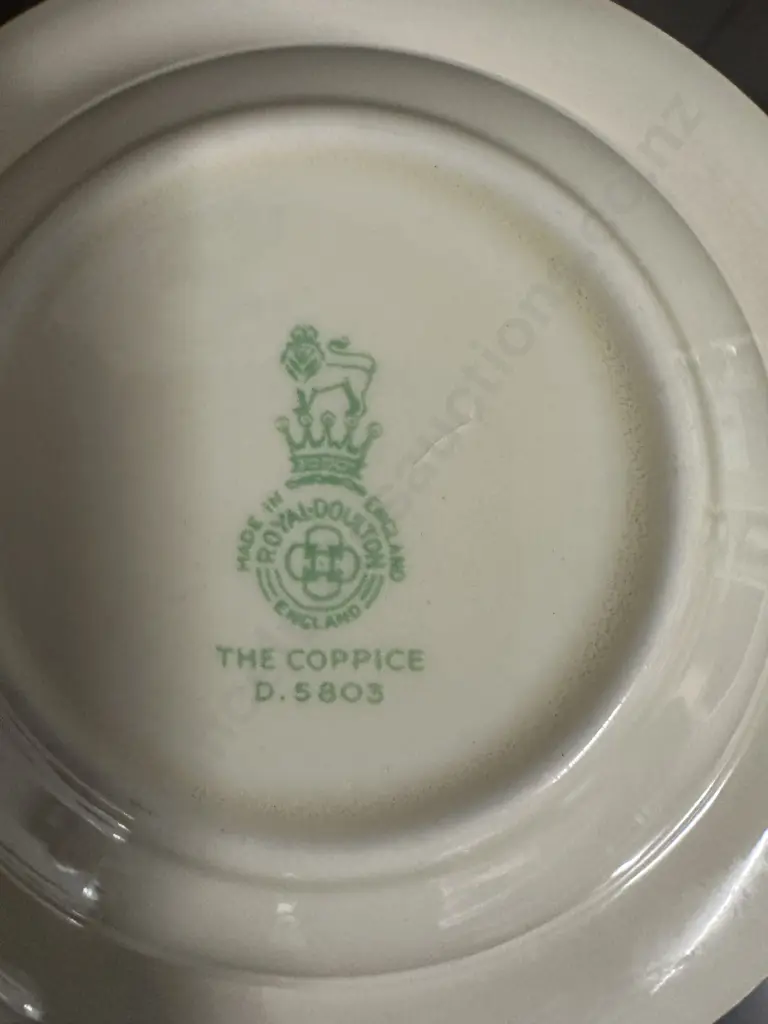 MADE IN ENGLAND
ROYAL·DOULTON
ENGLAND
THE COPPICE
D.5803